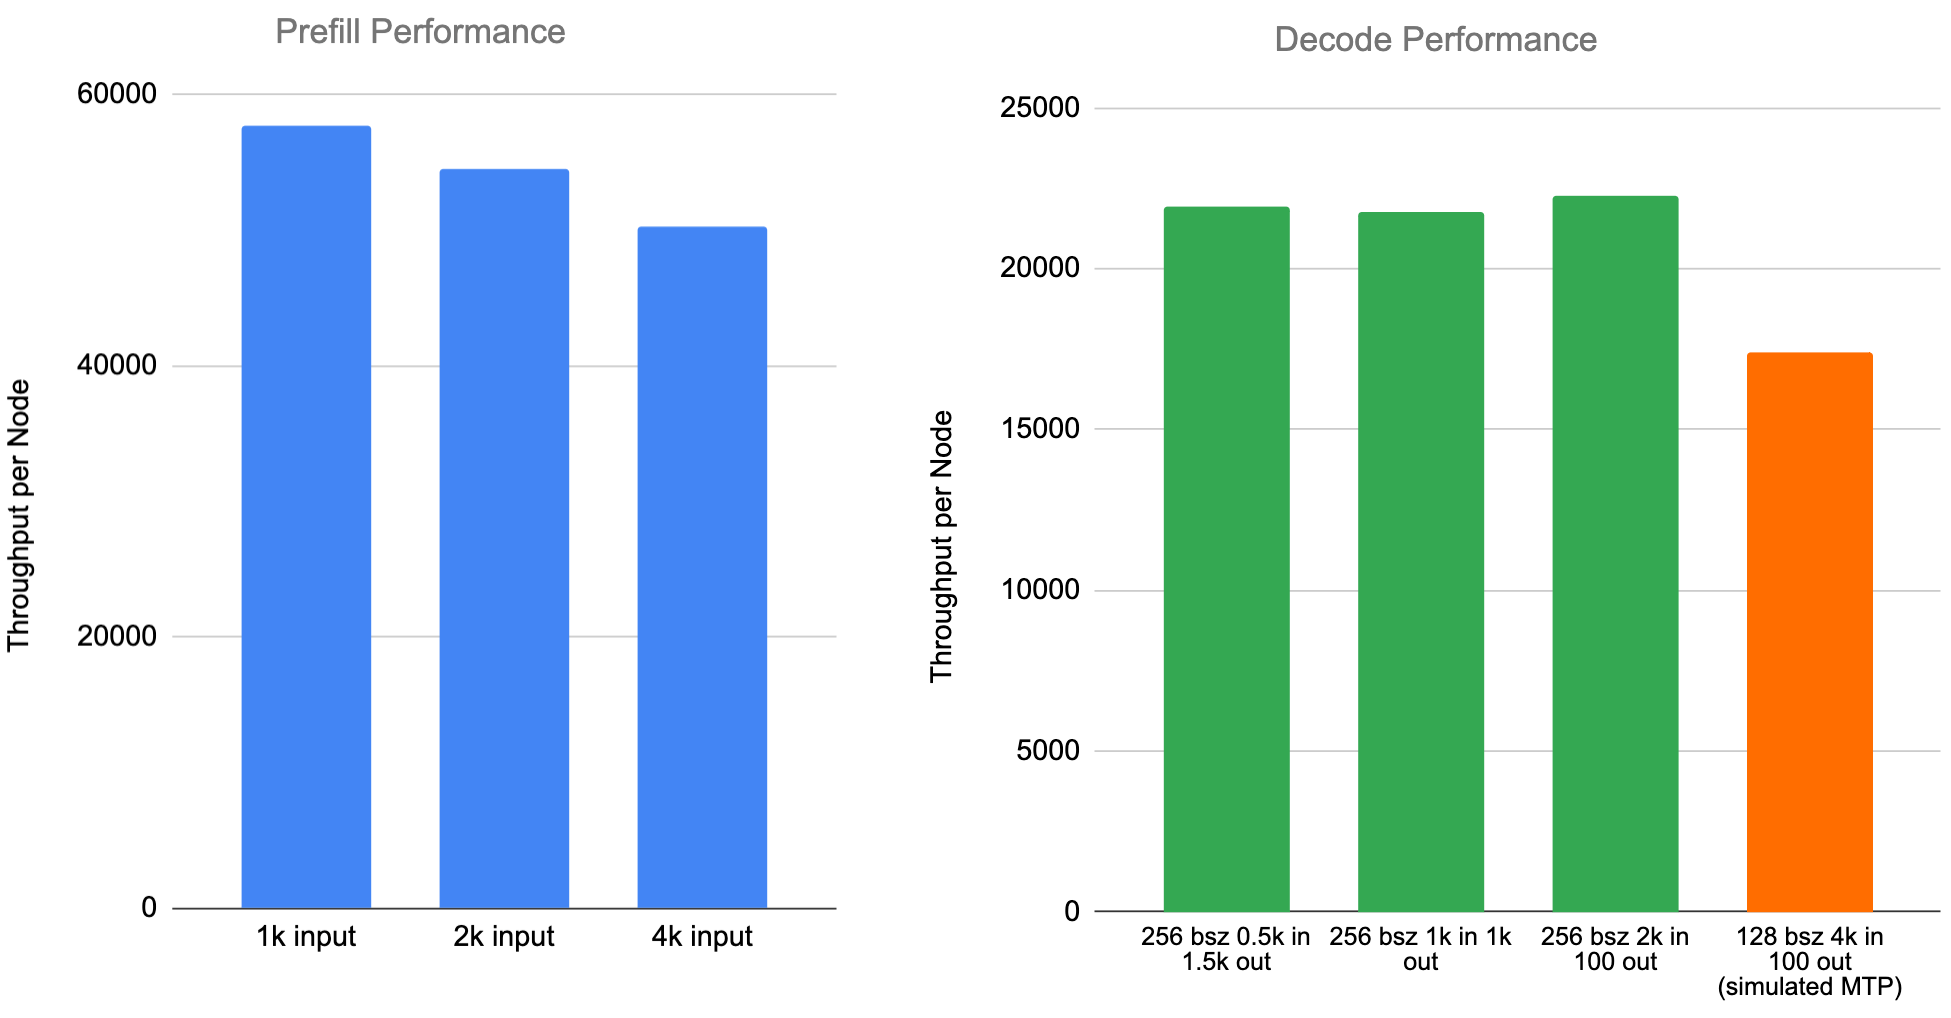 Prefill Performance
Throughput per Node
60000
40000
20000
0
1k input
2k input
4k input
Decode Performance
Throughput per Node
25000
20000
15000
10000
5000
0
256 bsz 0.5k in
1.5k out
256 bsz 1k in 1k
out
256 bsz 2k in
100 out
128 bsz 4k in
100 out
(simulated MTP)